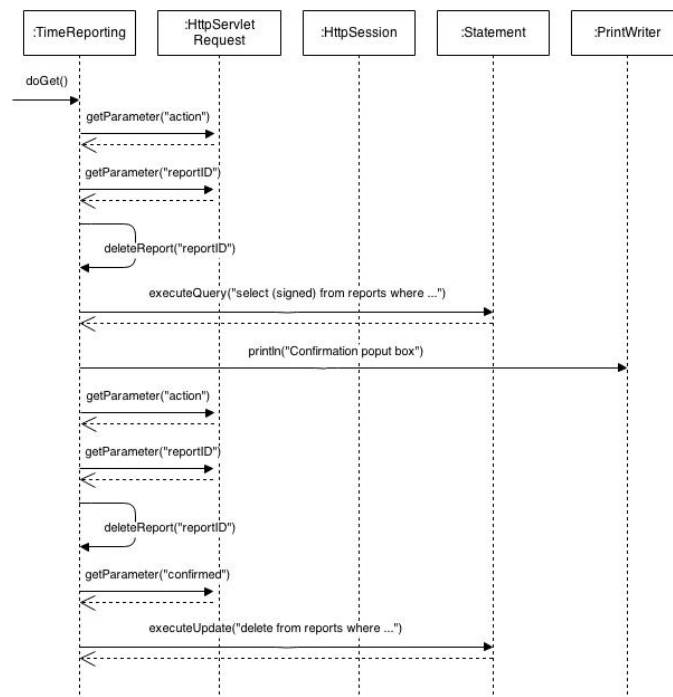 :TimeReporting
:HttpServlet
Request
:HttpSession
:Statement
:PrintWriter
doGet()
getParameter("action")
getParameter("reportID")
deleteReport("reportID")
executeQuery("select (signed) from reports where ...")
println("Confirmation poput box")
getParameter("action")
getParameter("reportID")
deleteReport("reportID")
getParameter("confirmed")
executeUpdate("delete from reports where ...")